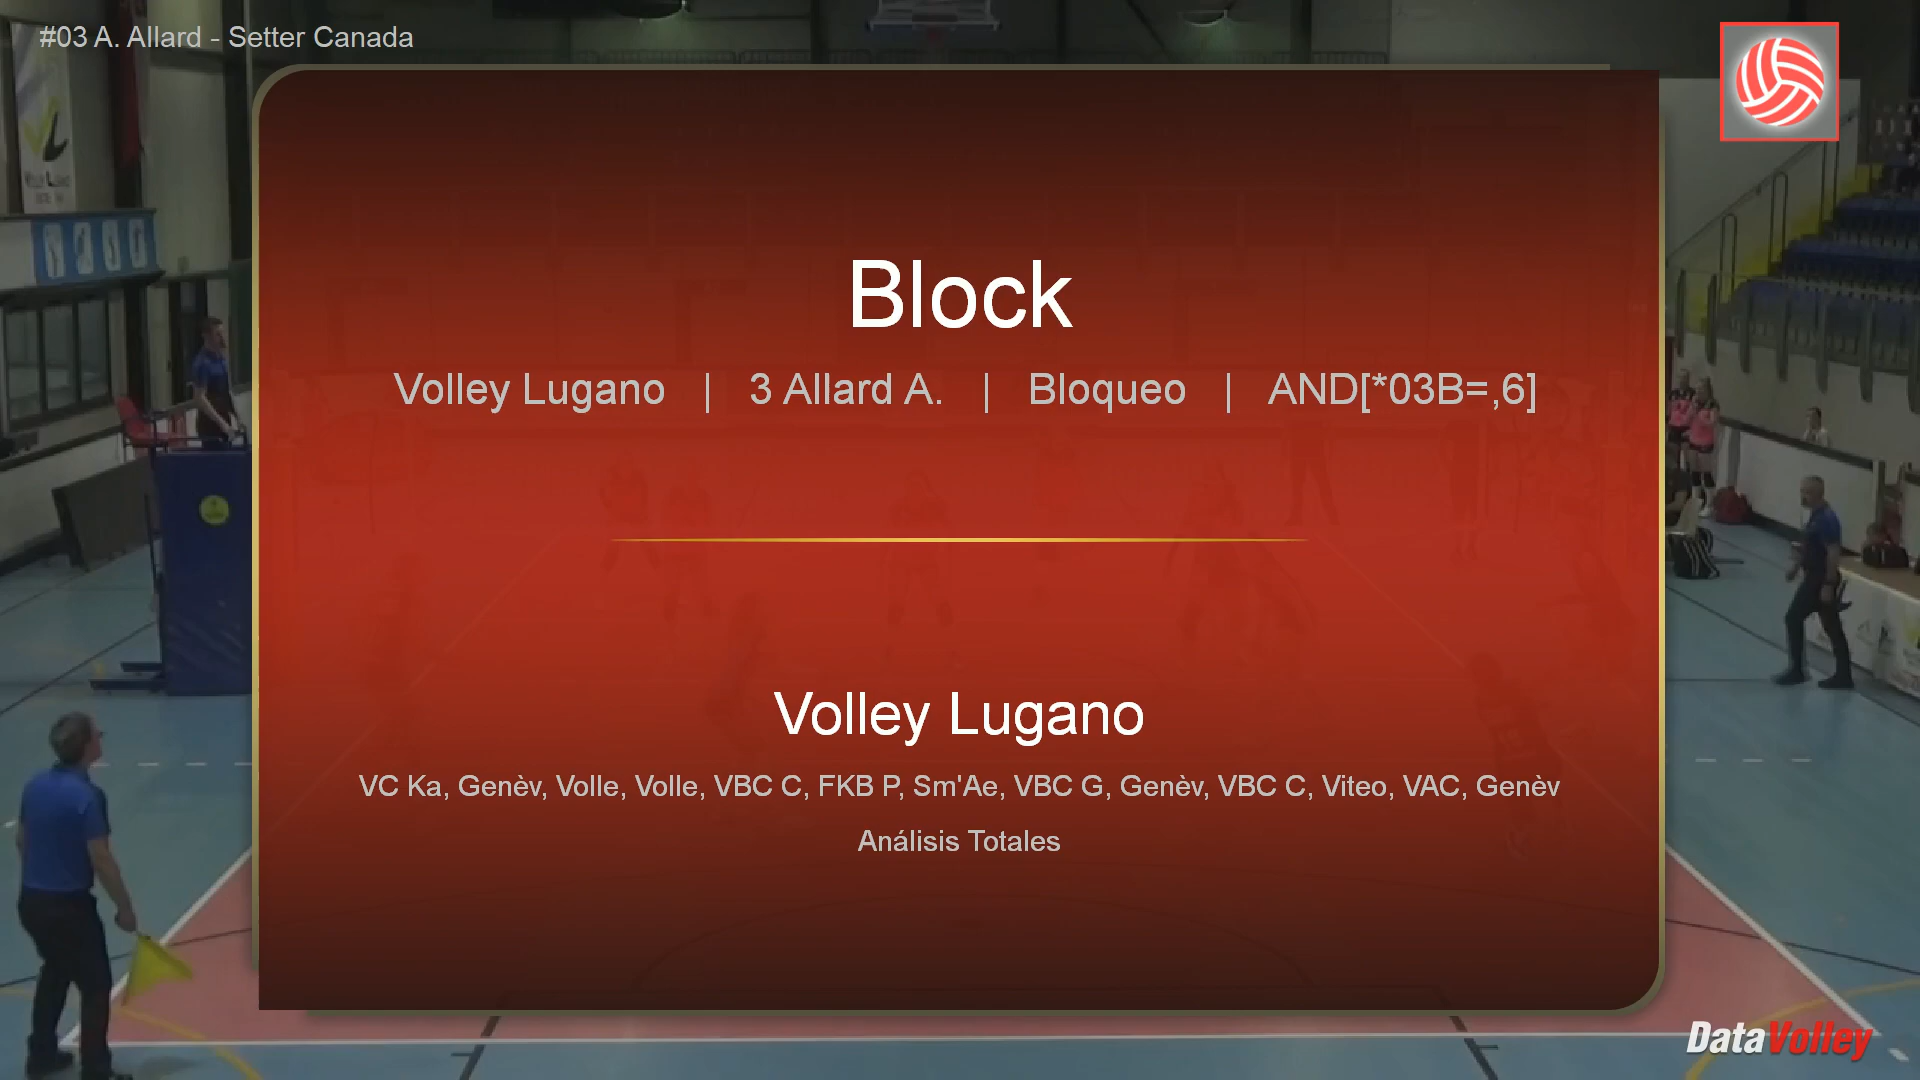 #03 A. Allard - Setter Canada
Block
Volley Lugano | 3 Allard A. | Bloqueo | AND[*03B=,6]
Volley Lugano
VC Ka, Genèv, Volle, Volle, VBC C, FKB P, Sm'Ae, VBC G, Genèv, VBC C, Viteo, VAC, Genèv
Análisis Totales
DataVolley